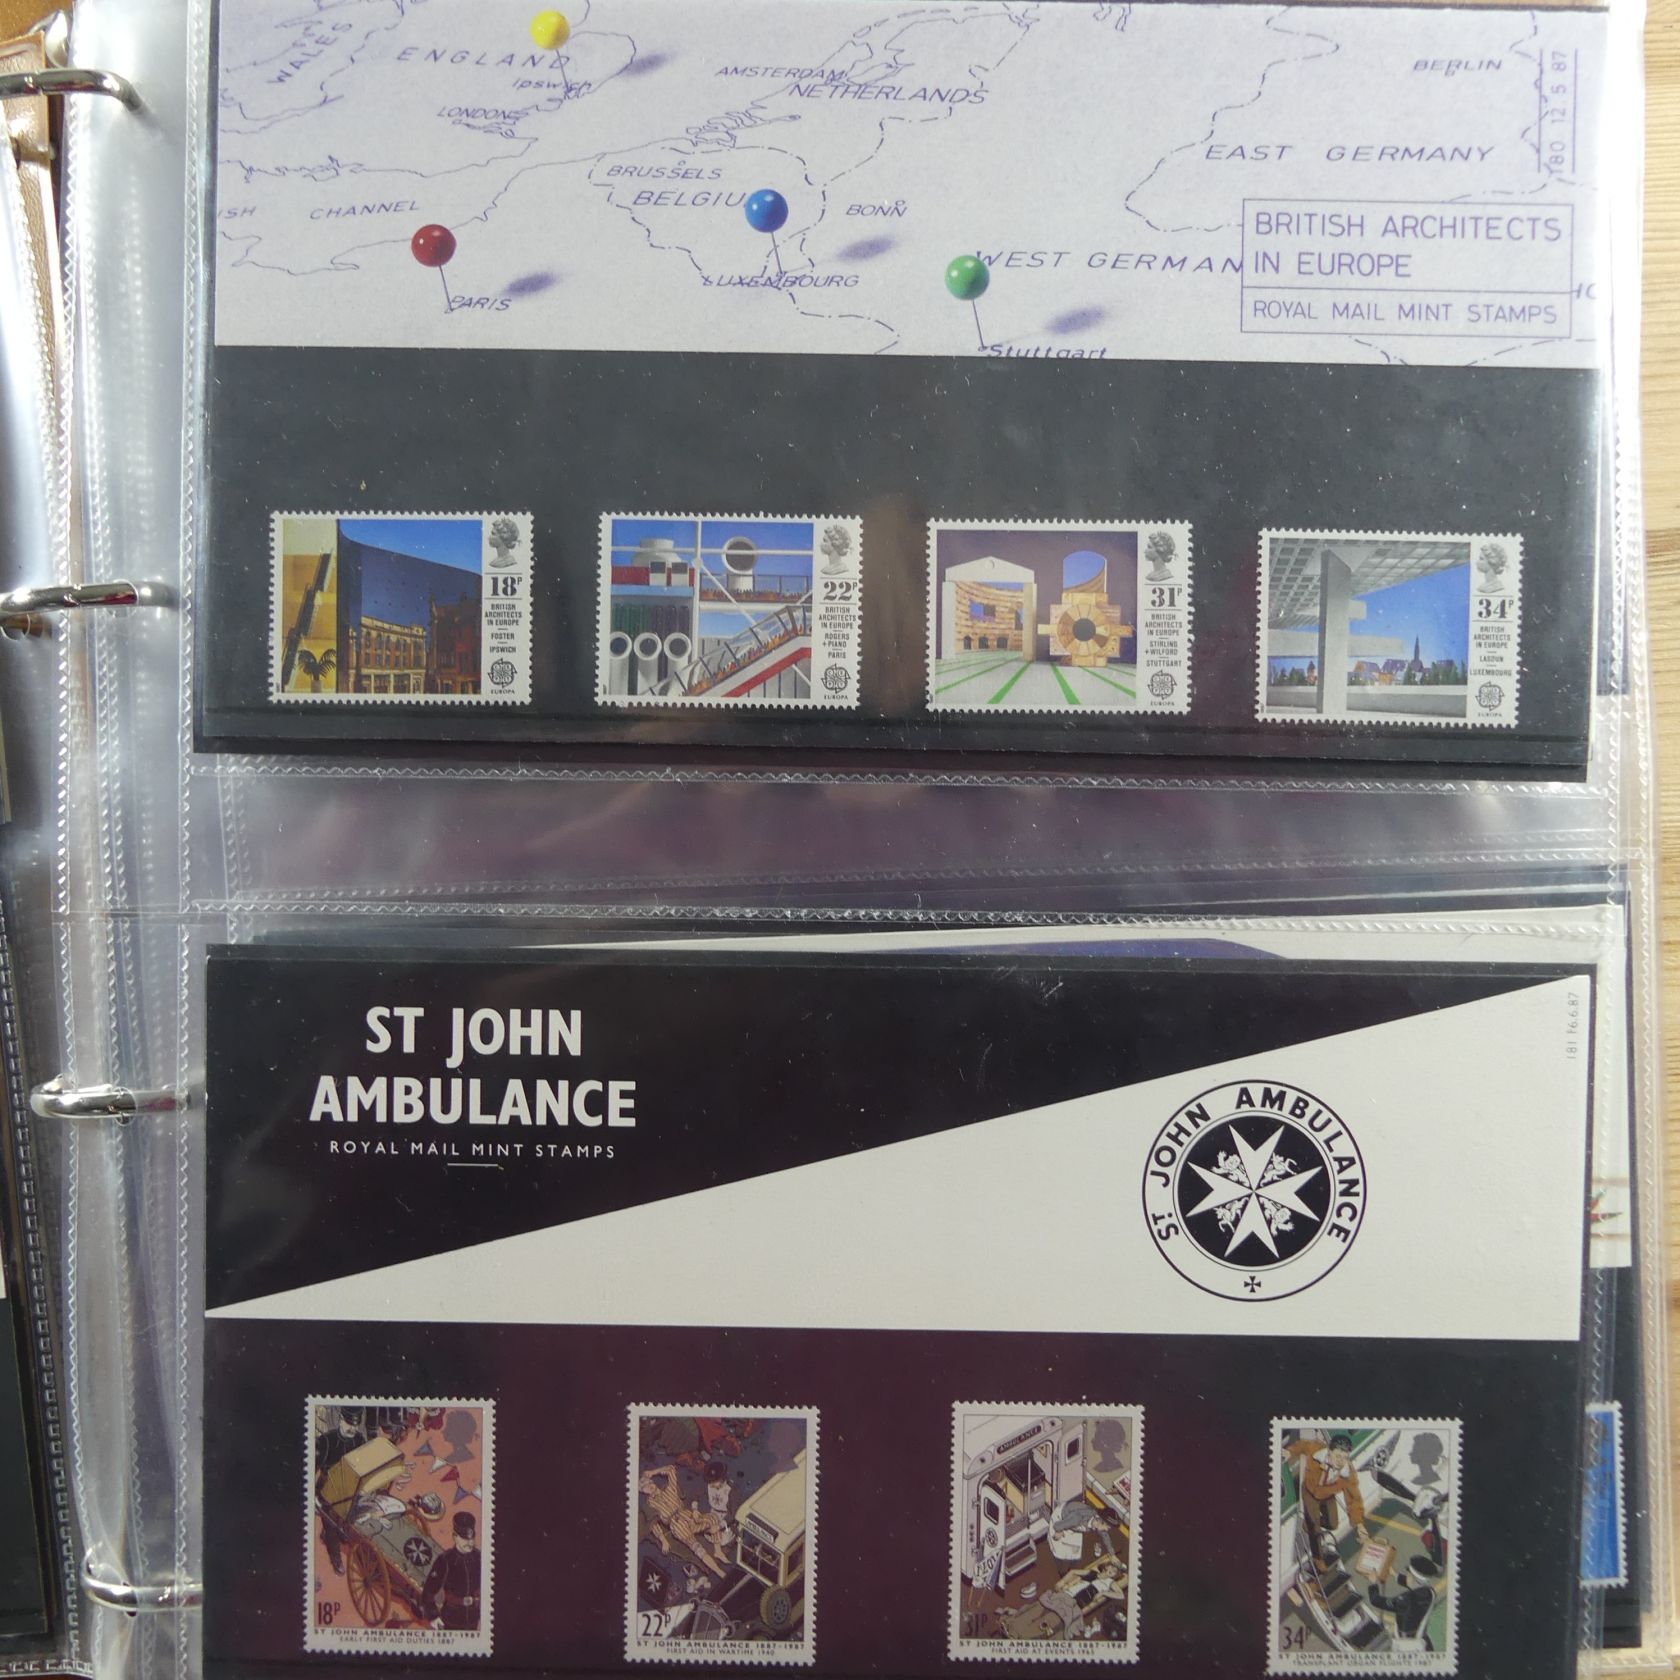 WALES
ENGLAND
Ipswich
LONDON
AMSTERDAM
NETHERLANDS
BERLIN
180 12 5 87
EAST GERMANY
BRUSSELS
BELGIU
ISH CHANNEL
BONN
BRITISH ARCHITECTS
IN EUROPE
ROYAL MAIL MINT STAMPS
WEST GERMAN
PARIS
LUXEMBOURG
Stuttgart
18P
BRITISH
ARCHITECTS
IN EUROPE
FOSTER
IPSWICH
EUROPA
22P
BRITISH
ARCHITECTS
IN EUROPE
ROGERS
+ PIANO
PARIS
EUROPA
31P
BRITISH
ARCHITECTS
IN EUROPE
STIRLING
+ WILFORD
STUTTGART
EUROPA
34P
BRITISH
ARCHITECTS
IN EUROPE
LASDUN
LUXEMBOURG
EUROPA
ST JOHN
AMBULANCE
ROYAL MAIL MINT STAMPS
181 16.6.87
ST JOHN AMBULANCE
18P
ST JOHN AMBULANCE 1887-1987
EARLY FIRST AID DUTIES 1887
22P
ST JOHN AMBULANCE 1887-1987
FIRST AID IN WARTIME 1940
AMBULANCE
31P
ST JOHN AMBULANCE 1887-1987
FIRST AID AT EVENTS 1965
34P
ST JOHN AMBULANCE 1887-1987
TRANSPLANT ORGAN FLIGHTS 1987